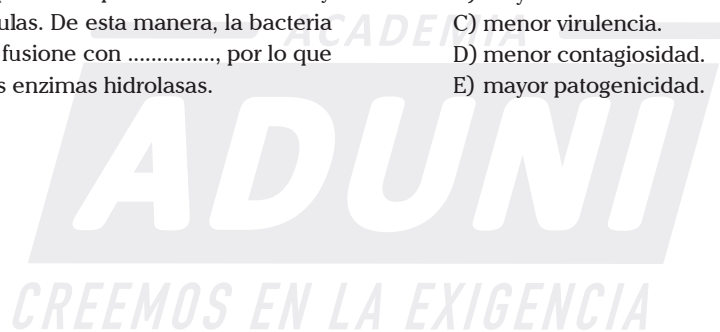 ulas. De esta manera, la bacteria
fusione con ..............., por lo que
s enzimas hidrolasas.
C) menor virulencia.
D) menor contagiosidad.
E) mayor patogenicidad.
ACADEMIA
ADUNI
CREEMOS EN LA EXIGENCIA